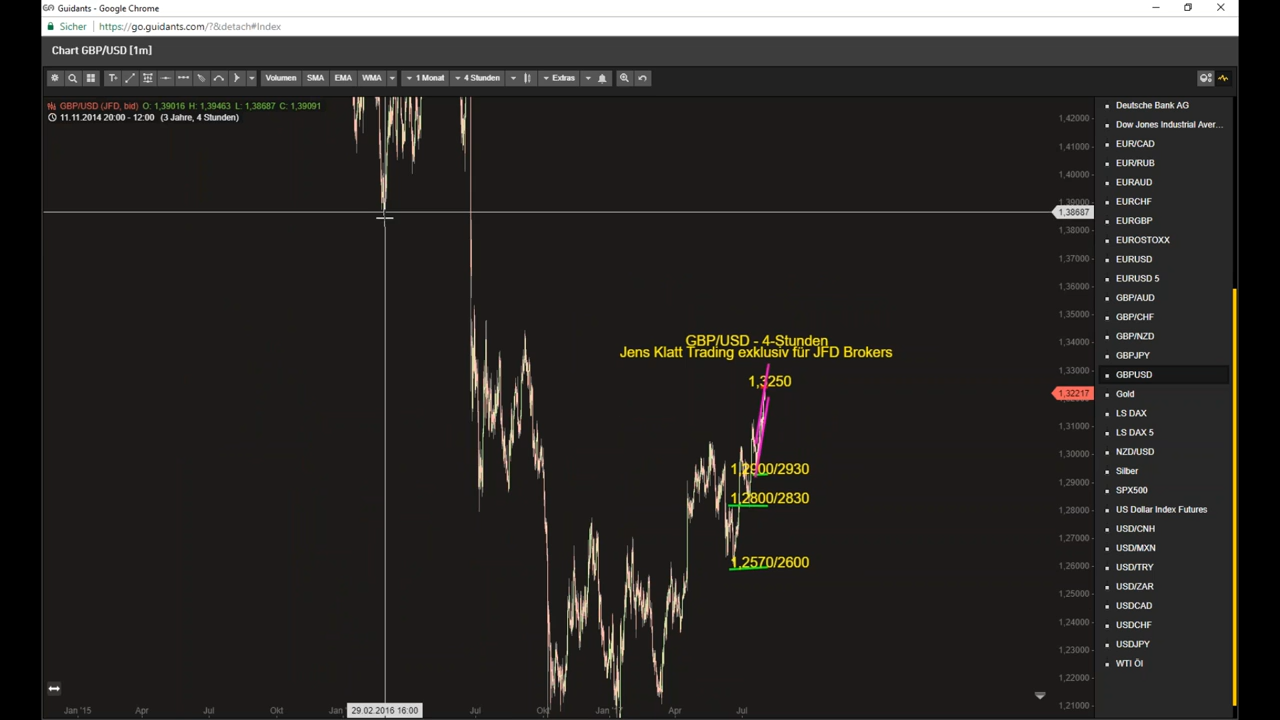 Guidants - Google Chrome
Sicher https://go.guidants.com/?&detach#Index
Chart GBP/USD [1m]
Volumen SMA EMA WMA 1 Monat 4 Stunden Extras
GBP/USD (JFD, bid) O: 1,39016 H: 1,39463 L: 1,38687 C: 1,39091
11.11.2014 20:00 - 12:00 (3 Jahre, 4 Stunden)
GBP/USD - 4-Stunden
Jens Klatt Trading exklusiv für JFD Brokers
1,3250
1,2900/2930
1,2800/2830
1,2570/2600
1,42000
1,41000
1,40000
1,39000
1,38687
1,38000
1,37000
1,36000
1,35000
1,34000
1,33000
1,32217
1,31000
1,30000
1,29000
1,28000
1,27000
1,26000
1,25000
1,24000
1,23000
1,22000
1,21000
Jan '15 Apr Jul Okt Jan 29.02.2016 16:00 Jul Okt Jan '17 Apr Jul
Deutsche Bank AG
Dow Jones Industrial Aver...
EUR/CAD
EUR/RUB
EURAUD
EURCHF
EURGBP
EUROSTOXX
EURUSD
EURUSD 5
GBP/AUD
GBP/CHF
GBP/NZD
GBPJPY
GBPUSD
Gold
LS DAX
LS DAX 5
NZD/USD
Silber
SPX500
US Dollar Index Futures
USD/CNH
USD/MXN
USD/TRY
USD/ZAR
USDCAD
USDCHF
USDJPY
WTI Öl